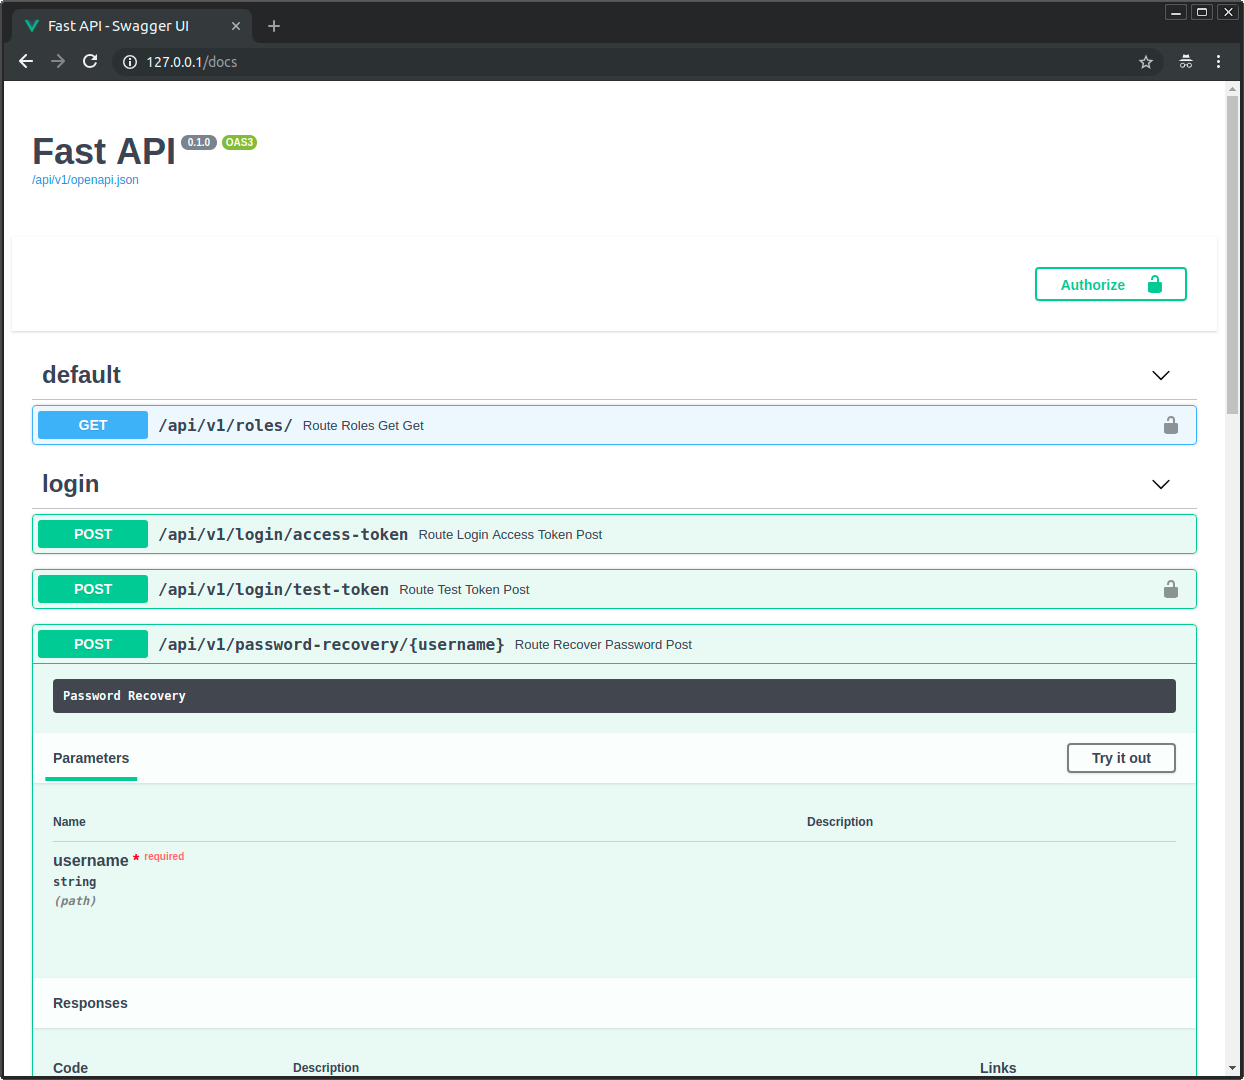 Fast API - Swagger UI
127.0.0.1/docs
Fast API 0.1.0 OAS3
/api/v1/openapi.json
Authorize
default
GET /api/v1/roles/ Route Roles Get Get
login
POST /api/v1/login/access-token Route Login Access Token Post
POST /api/v1/login/test-token Route Test Token Post
POST /api/v1/password-recovery/{username} Route Recover Password Post
Password Recovery
Parameters Try it out
Name Description
username * required
string
(path)
Responses
Code Description Links